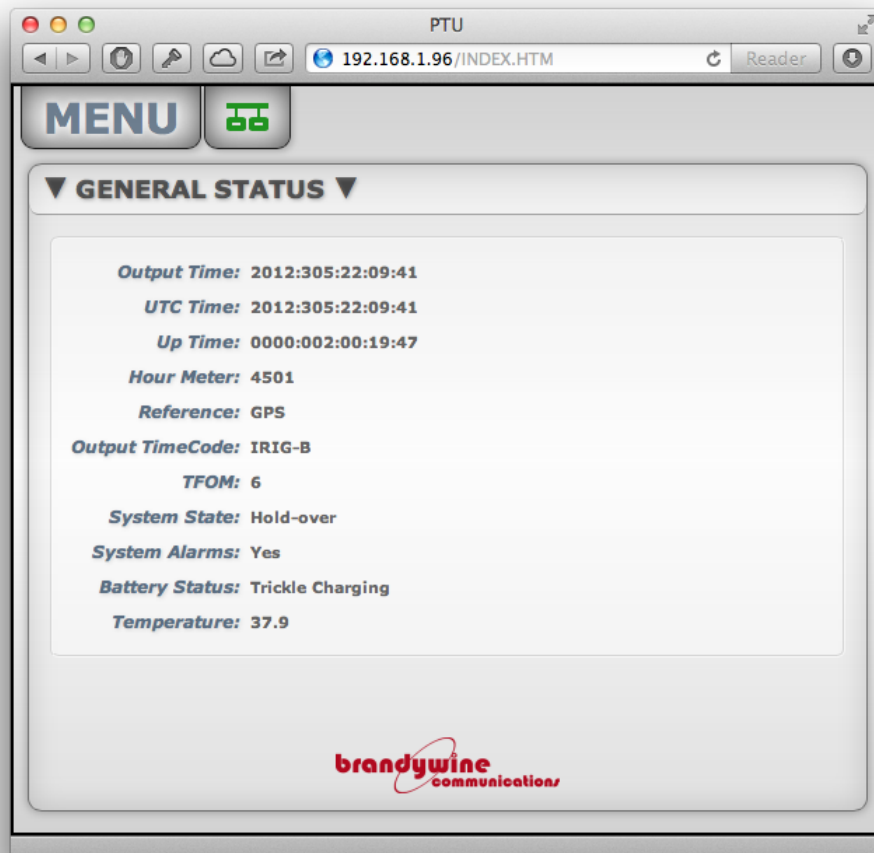 PTU
192.168.1.96/INDEX.HTM
Reader
MENU
▼ GENERAL STATUS ▼
Output Time: 2012:305:22:09:41
UTC Time: 2012:305:22:09:41
Up Time: 0000:002:00:19:47
Hour Meter: 4501
Reference: GPS
Output TimeCode: IRIG-B
TFOM: 6
System State: Hold-over
System Alarms: Yes
Battery Status: Trickle Charging
Temperature: 37.9
brandywine
communications